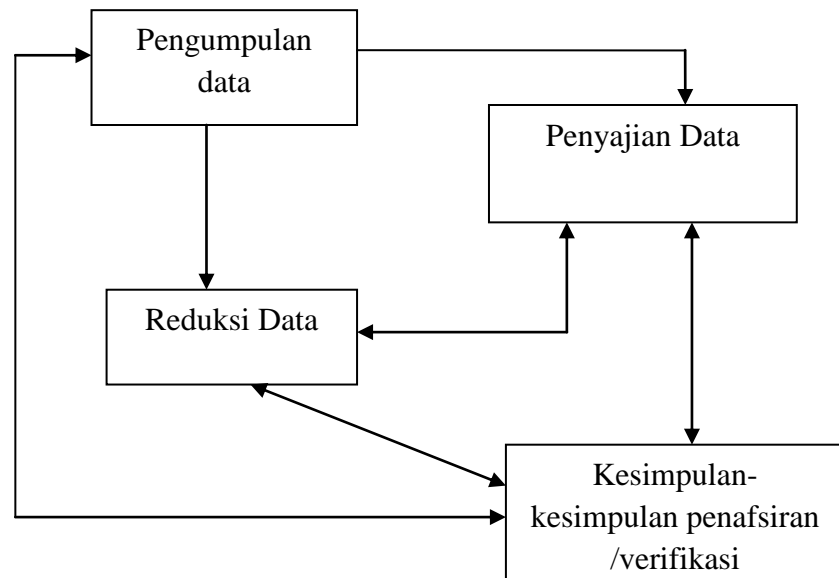 Pengumpulan
data
Penyajian Data
Reduksi Data
Kesimpulan-
kesimpulan penafsiran
/verifikasi